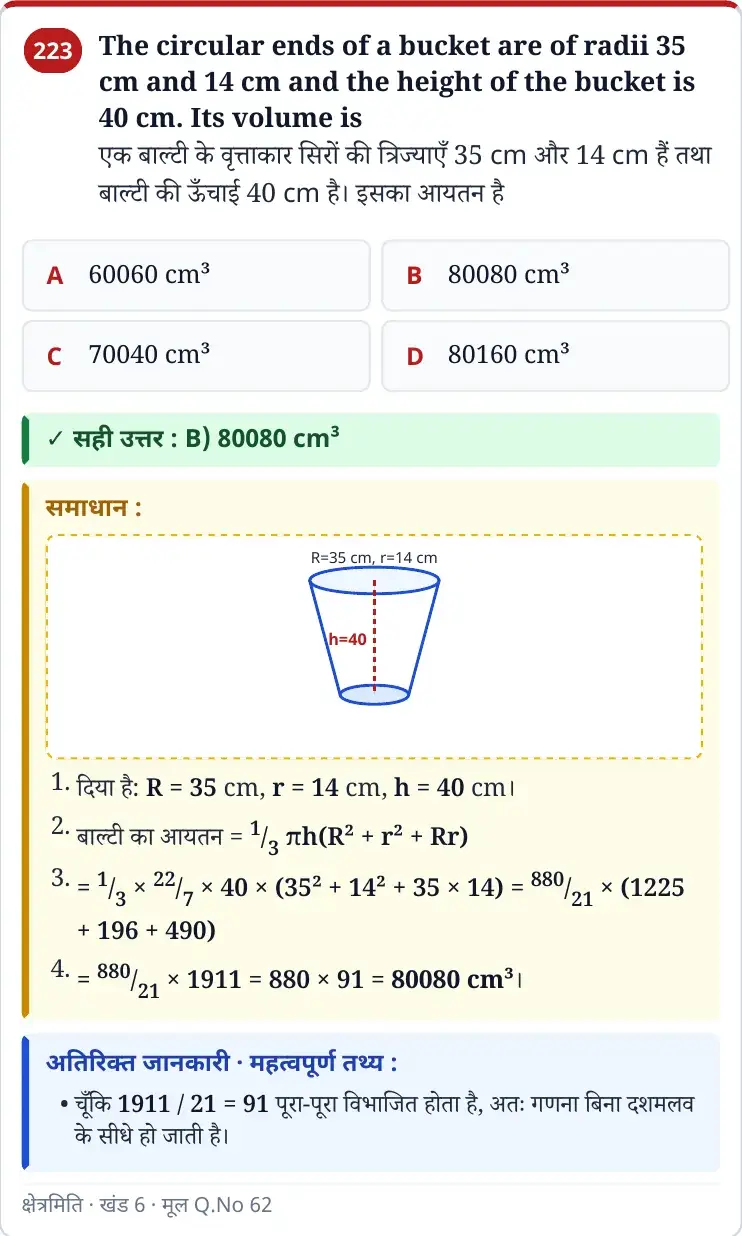 223
The circular ends of a bucket are of radii 35
cm and 14 cm and the height of the bucket is
40 cm. Its volume is
एक बाल्टी के वृत्ताकार सिरों की त्रिज्याएँ 35 cm और 14 cm हैं तथा
बाल्टी की ऊँचाई 40 cm है। इसका आयतन है
A 60060 cm³
B 80080 cm³
C 70040 cm³
D 80160 cm³
✓ सही उत्तर : B) 80080 cm³
समाधान :
R=35 cm, r=14 cm
h=40
1. दिया है: R = 35 cm, r = 14 cm, h = 40 cm।
2. बाल्टी का आयतन = ¹/₃ πh(R² + r² + Rr)
3. = ¹/₃ × ²²/₇ × 40 × (35² + 14² + 35 × 14) = ⁸⁸⁰/₂₁ × (1225
+ 196 + 490)
4. = ⁸⁸⁰/₂₁ × 1911 = 880 × 91 = 80080 cm³।
अतिरिक्त जानकारी · महत्वपूर्ण तथ्य :
• चूँकि 1911 / 21 = 91 पूरा-पूरा विभाजित होता है, अतः गणना बिना दशमलव
के सीधे हो जाती है।
क्षेत्रमिति · खंड 6 · मूल Q.No 62